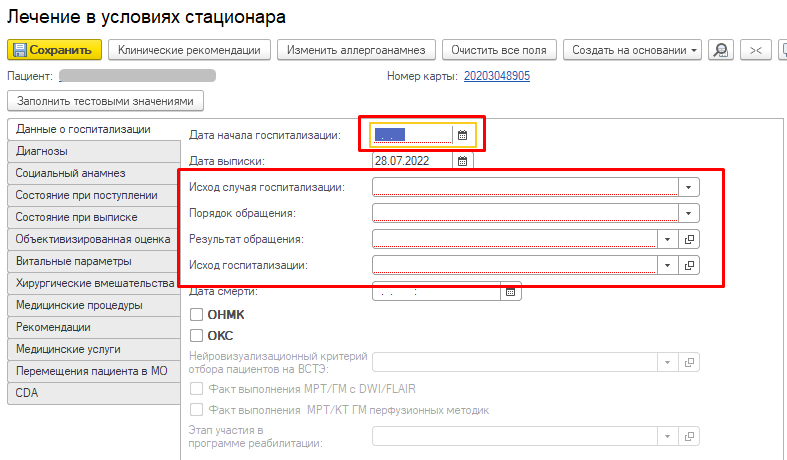 Лечение в условиях стационара
Сохранить Клинические рекомендации Изменить аллергоанамнез Очистить все поля Создать на основании
Пациент: Номер карты: 20203048905
Заполнить тестовыми значениями
Данные о госпитализации
Диагнозы
Социальный анамнез
Состояние при поступлении
Состояние при выписке
Объективизированная оценка
Витальные параметры
Хирургические вмешательства
Медицинские процедуры
Рекомендации
Медицинские услуги
Перемещения пациента в МО
CDA
Дата начала госпитализации: . .
Дата выписки: 28.07.2022
Исход случая госпитализации:
Порядок обращения:
Результат обращения:
Исход госпитализации:
Дата смерти: . . :
ОНМК
ОКС
Нейровизуализационный критерий
отбора пациентов на ВСТЭ:
Факт выполнения МРТ/ГМ с DWI/FLAIR
Факт выполнения МРТ/КТ ГМ перфузионных методик
Этап участия в
программе реабилитации: